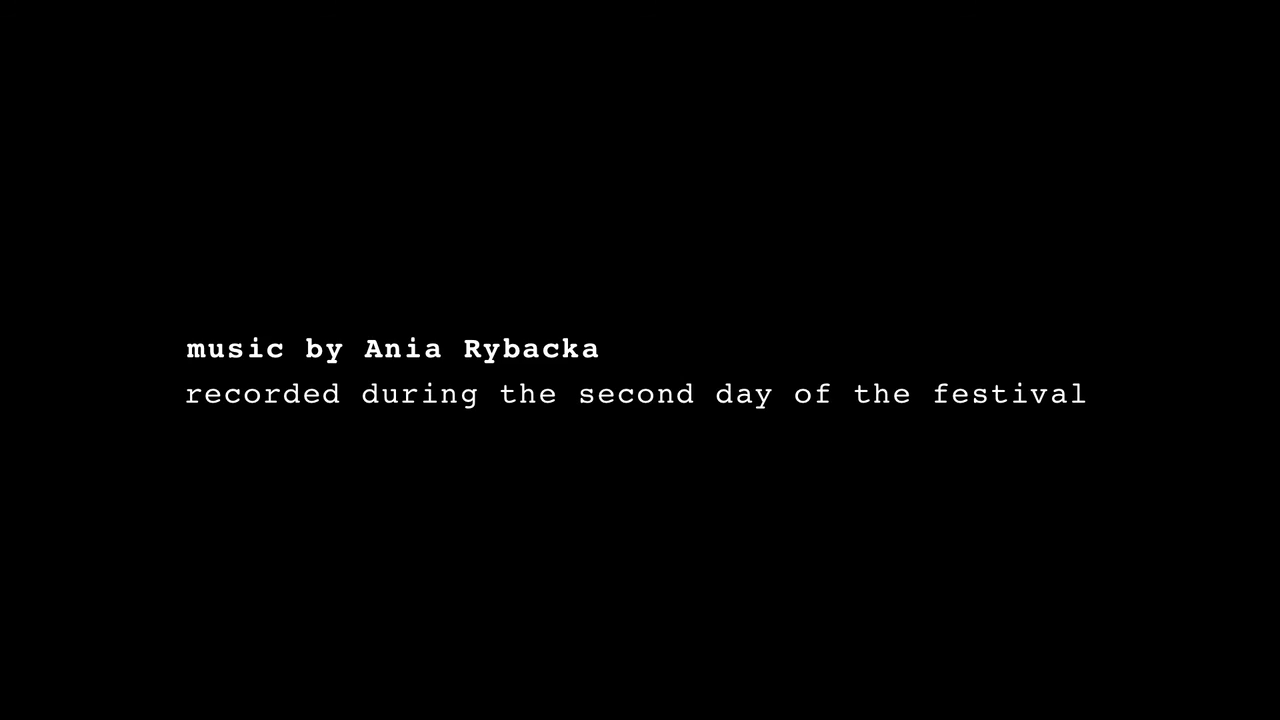 music by Ania Rybacka
recorded during the second day of the festival